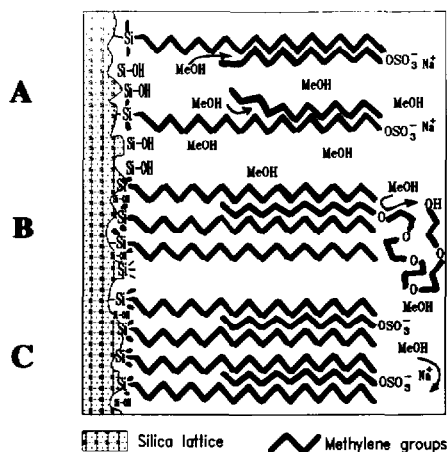 Si
MeOH
OSO3⁻ Na⁺
Si-OH
MeOH
A
Si-OH
MeOH
MeOH
Si
OSO3⁻ Na⁺
Si-OH
MeOH
MeOH
Si-OH
MeOH
Si
MeOH
OH
B
O
O
O
O
Si
MeOH
Si
OSO3⁻
MeOH
C
Si
OSO3⁻ Na⁺
Si
Silica lattice
Methylene groups